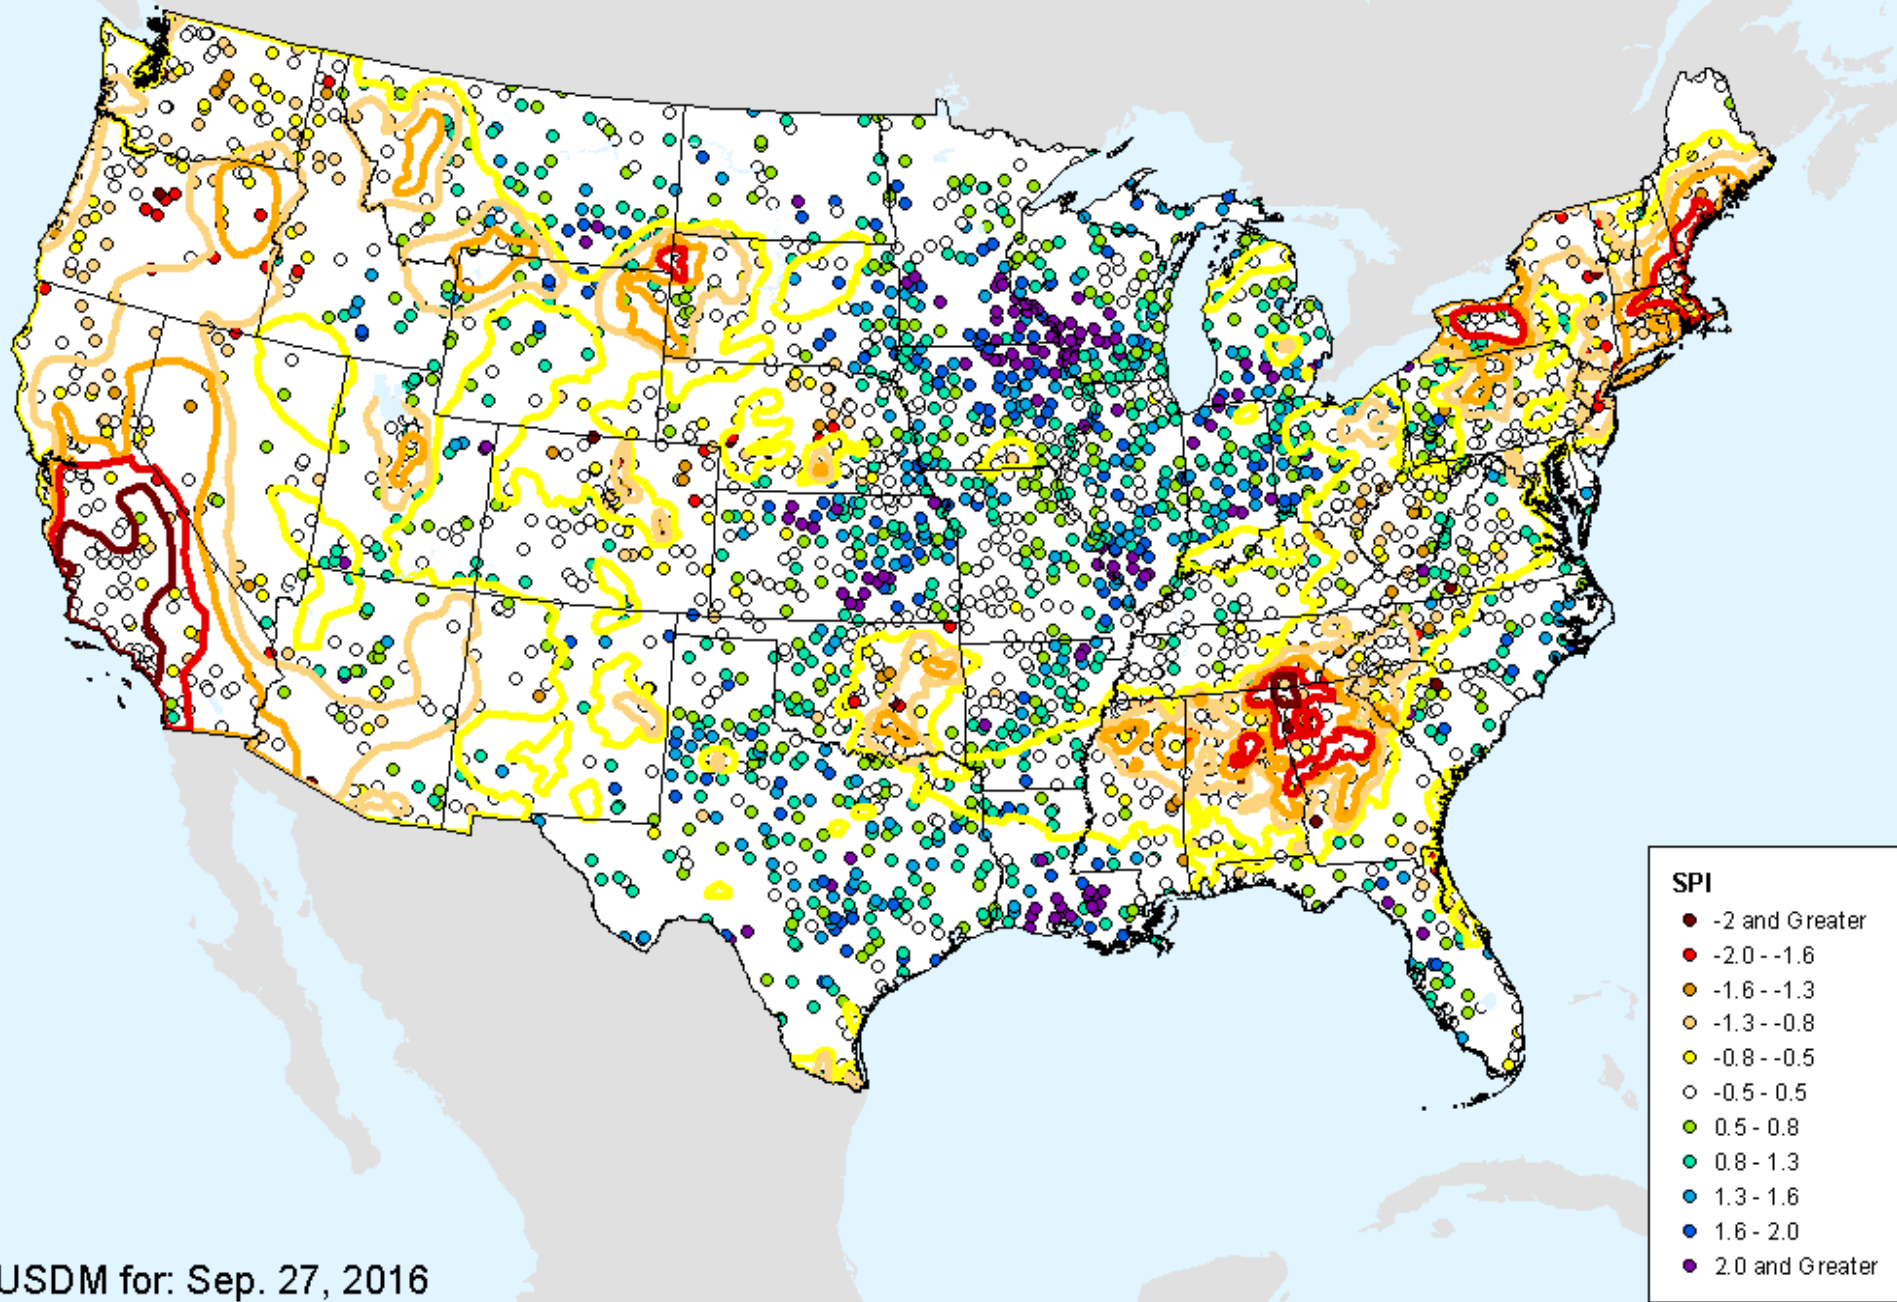 SPI
-2 and Greater
-2.0 - -1.6
-1.6 - -1.3
-1.3 - -0.8
-0.8 - -0.5
-0.5 - 0.5
0.5 - 0.8
0.8 - 1.3
1.3 - 1.6
1.6 - 2.0
2.0 and Greater
USDM for: Sep. 27, 2016